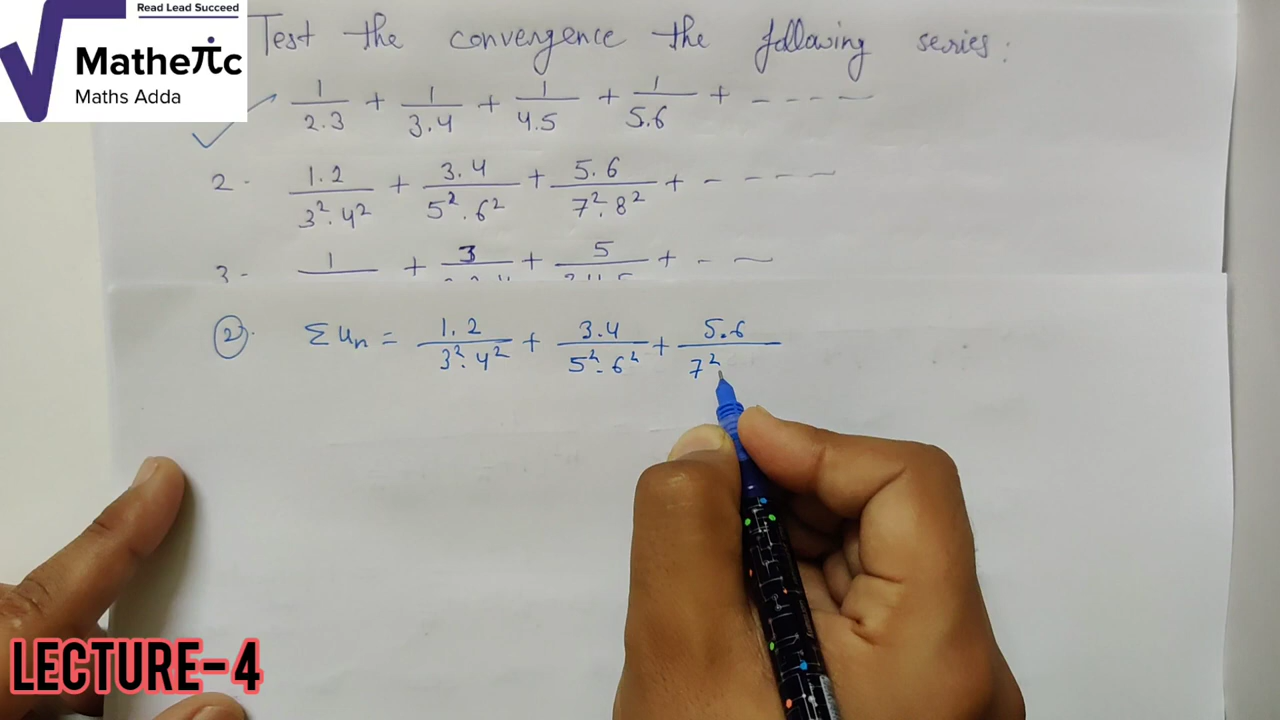 Read Lead Succeed
Matheπc
Maths Adda
Test the convergence the following series:
1/2.3 + 1/3.4 + 1/4.5 + 1/5.6 + ----
2- 1.2/3².4² + 3.4/5².6² + 5.6/7².8² + ----
3- 1 + 3 + 5 + - -
②. Σuₙ = 1.2/3².4² + 3.4/5².6² + 5.6/7²
LECTURE-4